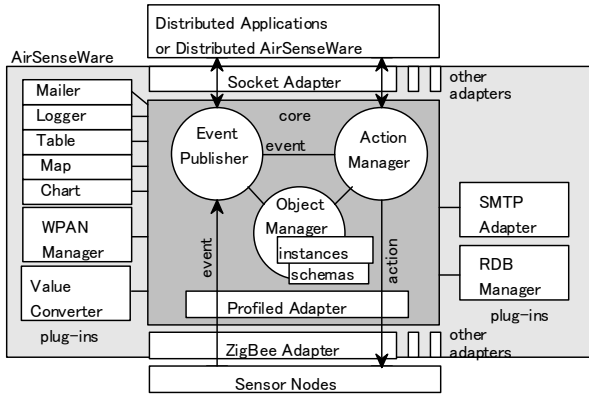 Distributed Applications
or Distributed AirSenseWare
AirSenseWare
Socket Adapter
other
adapters
Mailer
Logger
Table
Map
Chart
WPAN
Manager
Value
Converter
plug-ins
core
Event
Publisher
event
Action
Manager
Object
Manager
instances
schemas
event
action
Profiled Adapter
SMTP
Adapter
RDB
Manager
plug-ins
ZigBee Adapter
other
adapters
Sensor Nodes